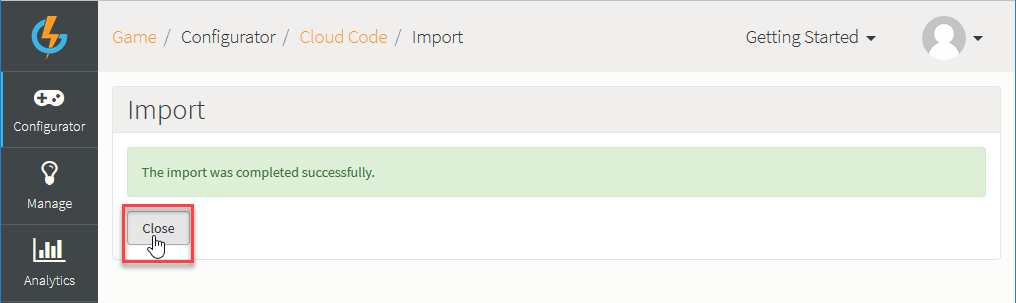 Game / Configurator / Cloud Code / Import
Getting Started
Configurator
Manage
Analytics
Import
The import was completed successfully.
Close